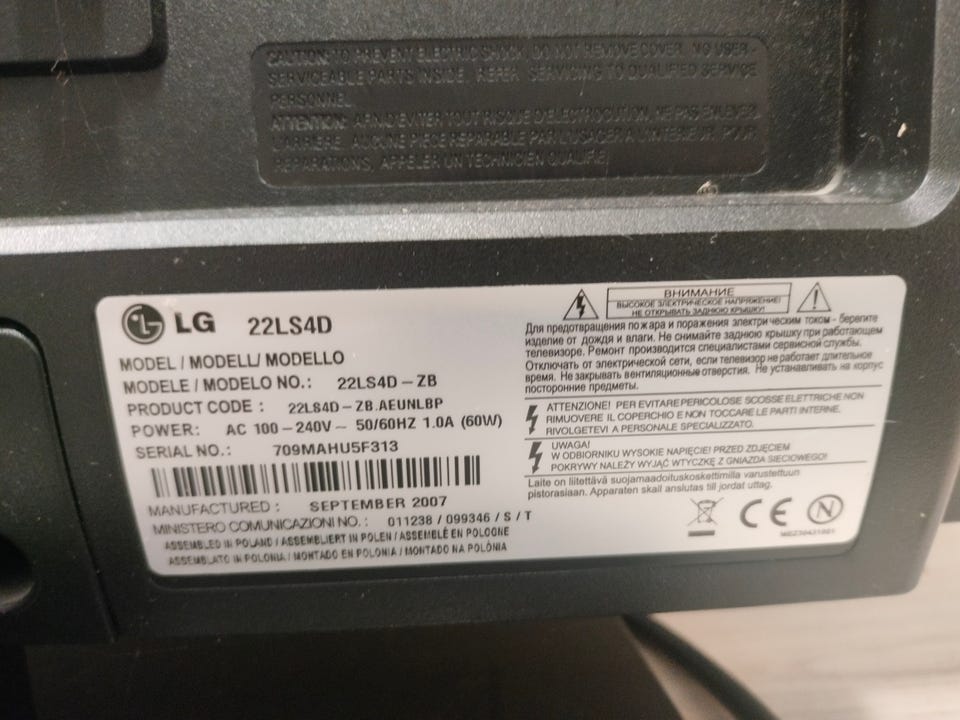 CAUTION: TO PREVENT ELECTRIC SHOCK, DO NOT REMOVE COVER. NO USER-
SERVICEABLE PARTS INSIDE. REFER SERVICING TO QUALIFIED SERVICE
PERSONNEL.
ATTENTION: AFIN D'EVITER TOUT RISQUE D'ELECTROCUTION, NE PAS ENLEVER
L'ARRIERE. AUCUNE PIECE REPARABLE PAR L'USAGER A L'INTERIEUR. POUR
REPARATIONS, APPELER UN TECHNICIEN QUALIFIE.
LG 22LS4D
MODEL / MODELL/ MODELLO
MODELE / MODELO NO.: 22LS4D - ZB
PRODUCT CODE : 22LS4D - ZB.AEUNLBP
POWER: AC 100 -240V ~ 50/60HZ 1.0A (60W)
SERIAL NO.: 709MAHU5F313
MANUFACTURED : SEPTEMBER 2007
MINISTERO COMUNICAZIONI NO.: 011238 / 099346 / S / T
ASSEMBLED IN POLAND / ASSEMBLIERT IN POLEN / ASSEMBLÉ EN POLOGNE
ASSEMBLATO IN POLONIA / MONTADO EN POLONIA / MONTADO NA POLÓNIA
ВНИМАНИЕ
ВЫСОКОЕ ЭЛЕКТРИЧЕСКОЕ НАПРЯЖЕНИЕ!
НЕ ОТКРЫВАТЬ ЗАДНЮЮ КРЫШКУ!
Для предотвращения пожара и поражения электрическим током - берегите
изделие от дождя и влаги. Не снимайте заднюю крышку при работающем
телевизоре. Ремонт производится специалистами сервисной службы.
Отключать от электрической сети, если телевизор не работает длительное
время. Не закрывать вентиляционные отверстия. Не устанавливать на корпус
посторонние предметы.
ATTENZIONE! PER EVITARE PERICOLOSE SCOSSE ELETTRICHE NON
RIMUOVERE IL COPERCHIO E NON TOCCARE LE PARTI INTERNE.
RIVOLGETEVI A PERSONALE SPECIALIZZATO.
UWAGA!
W ODBIORNIKU WYSOKIE NAPIĘCIE! PRZED ZDJĘCIEM
POKRYWY NALEŻY WYJĄĆ WTYCZKĘ Z GNIAZDA SIECIOWEGO!
Laite on liitettävä suojamaadoituskoskettimilla varustettuun
pistorasiaan. Apparaten skall anslutas till jordat uttag.
CE N